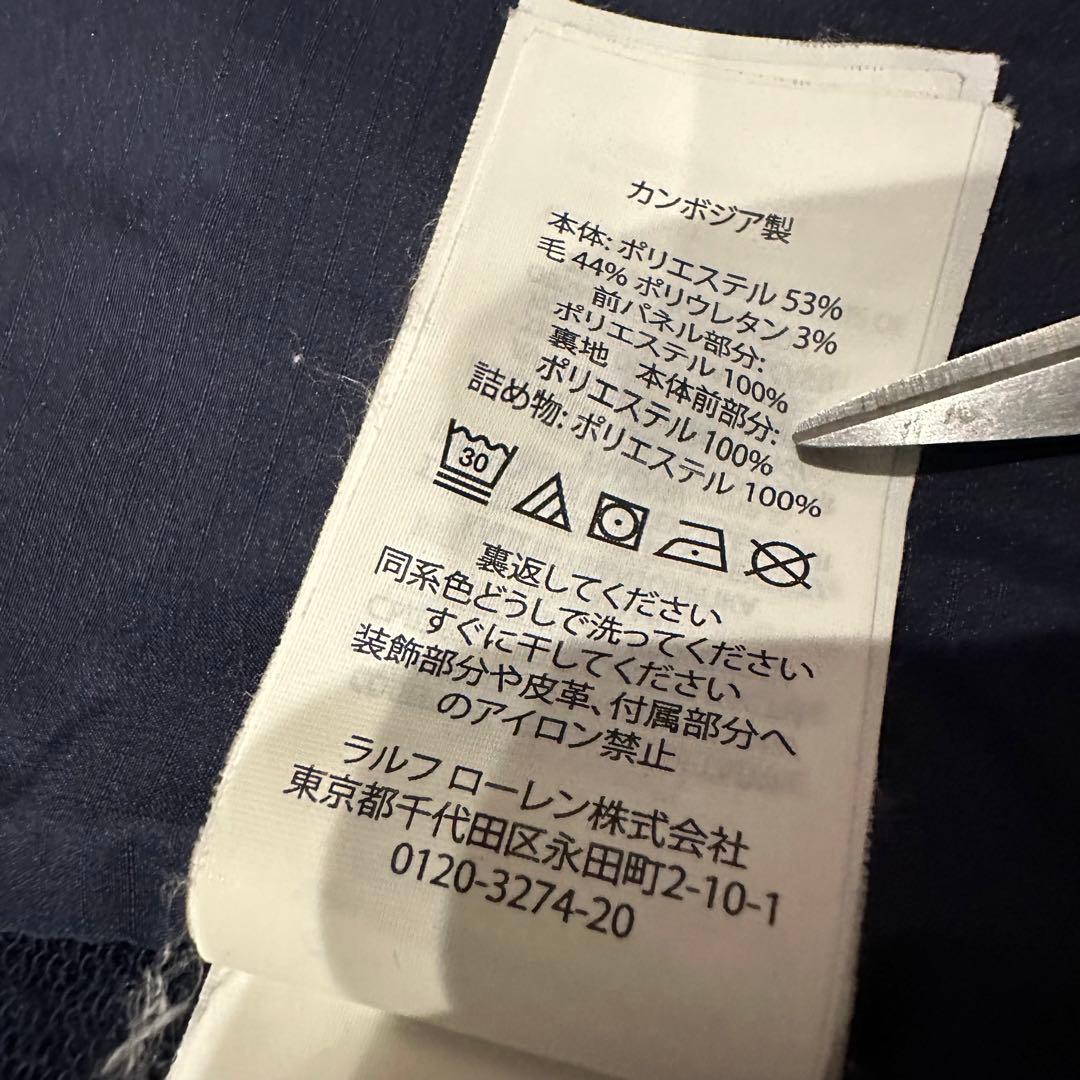 カンボジア製
本体: ポリエステル 53%
毛 44% ポリウレタン 3%
前パネル部分:
ポリエステル 100%
裏地　本体前部分:
ポリエステル 100%
詰め物: ポリエステル 100%
30
裏返してください
同系色どうしで洗ってください
すぐに干してください
装飾部分や皮革、付属部分へ
のアイロン禁止
ラルフ ローレン株式会社
東京都千代田区永田町2-10-1
0120-3274-20